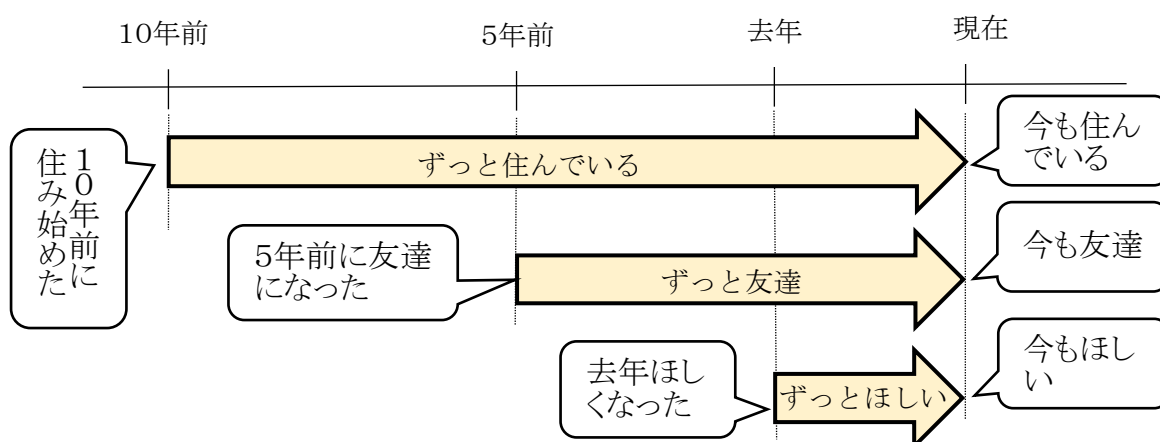 10年前
5年前
去年
現在
10年前に
住み始めた
ずっと住んでいる
今も住ん
でいる
5年前に友達
になった
ずっと友達
今も友達
去年ほし
くなった
ずっとほしい
今もほし
い